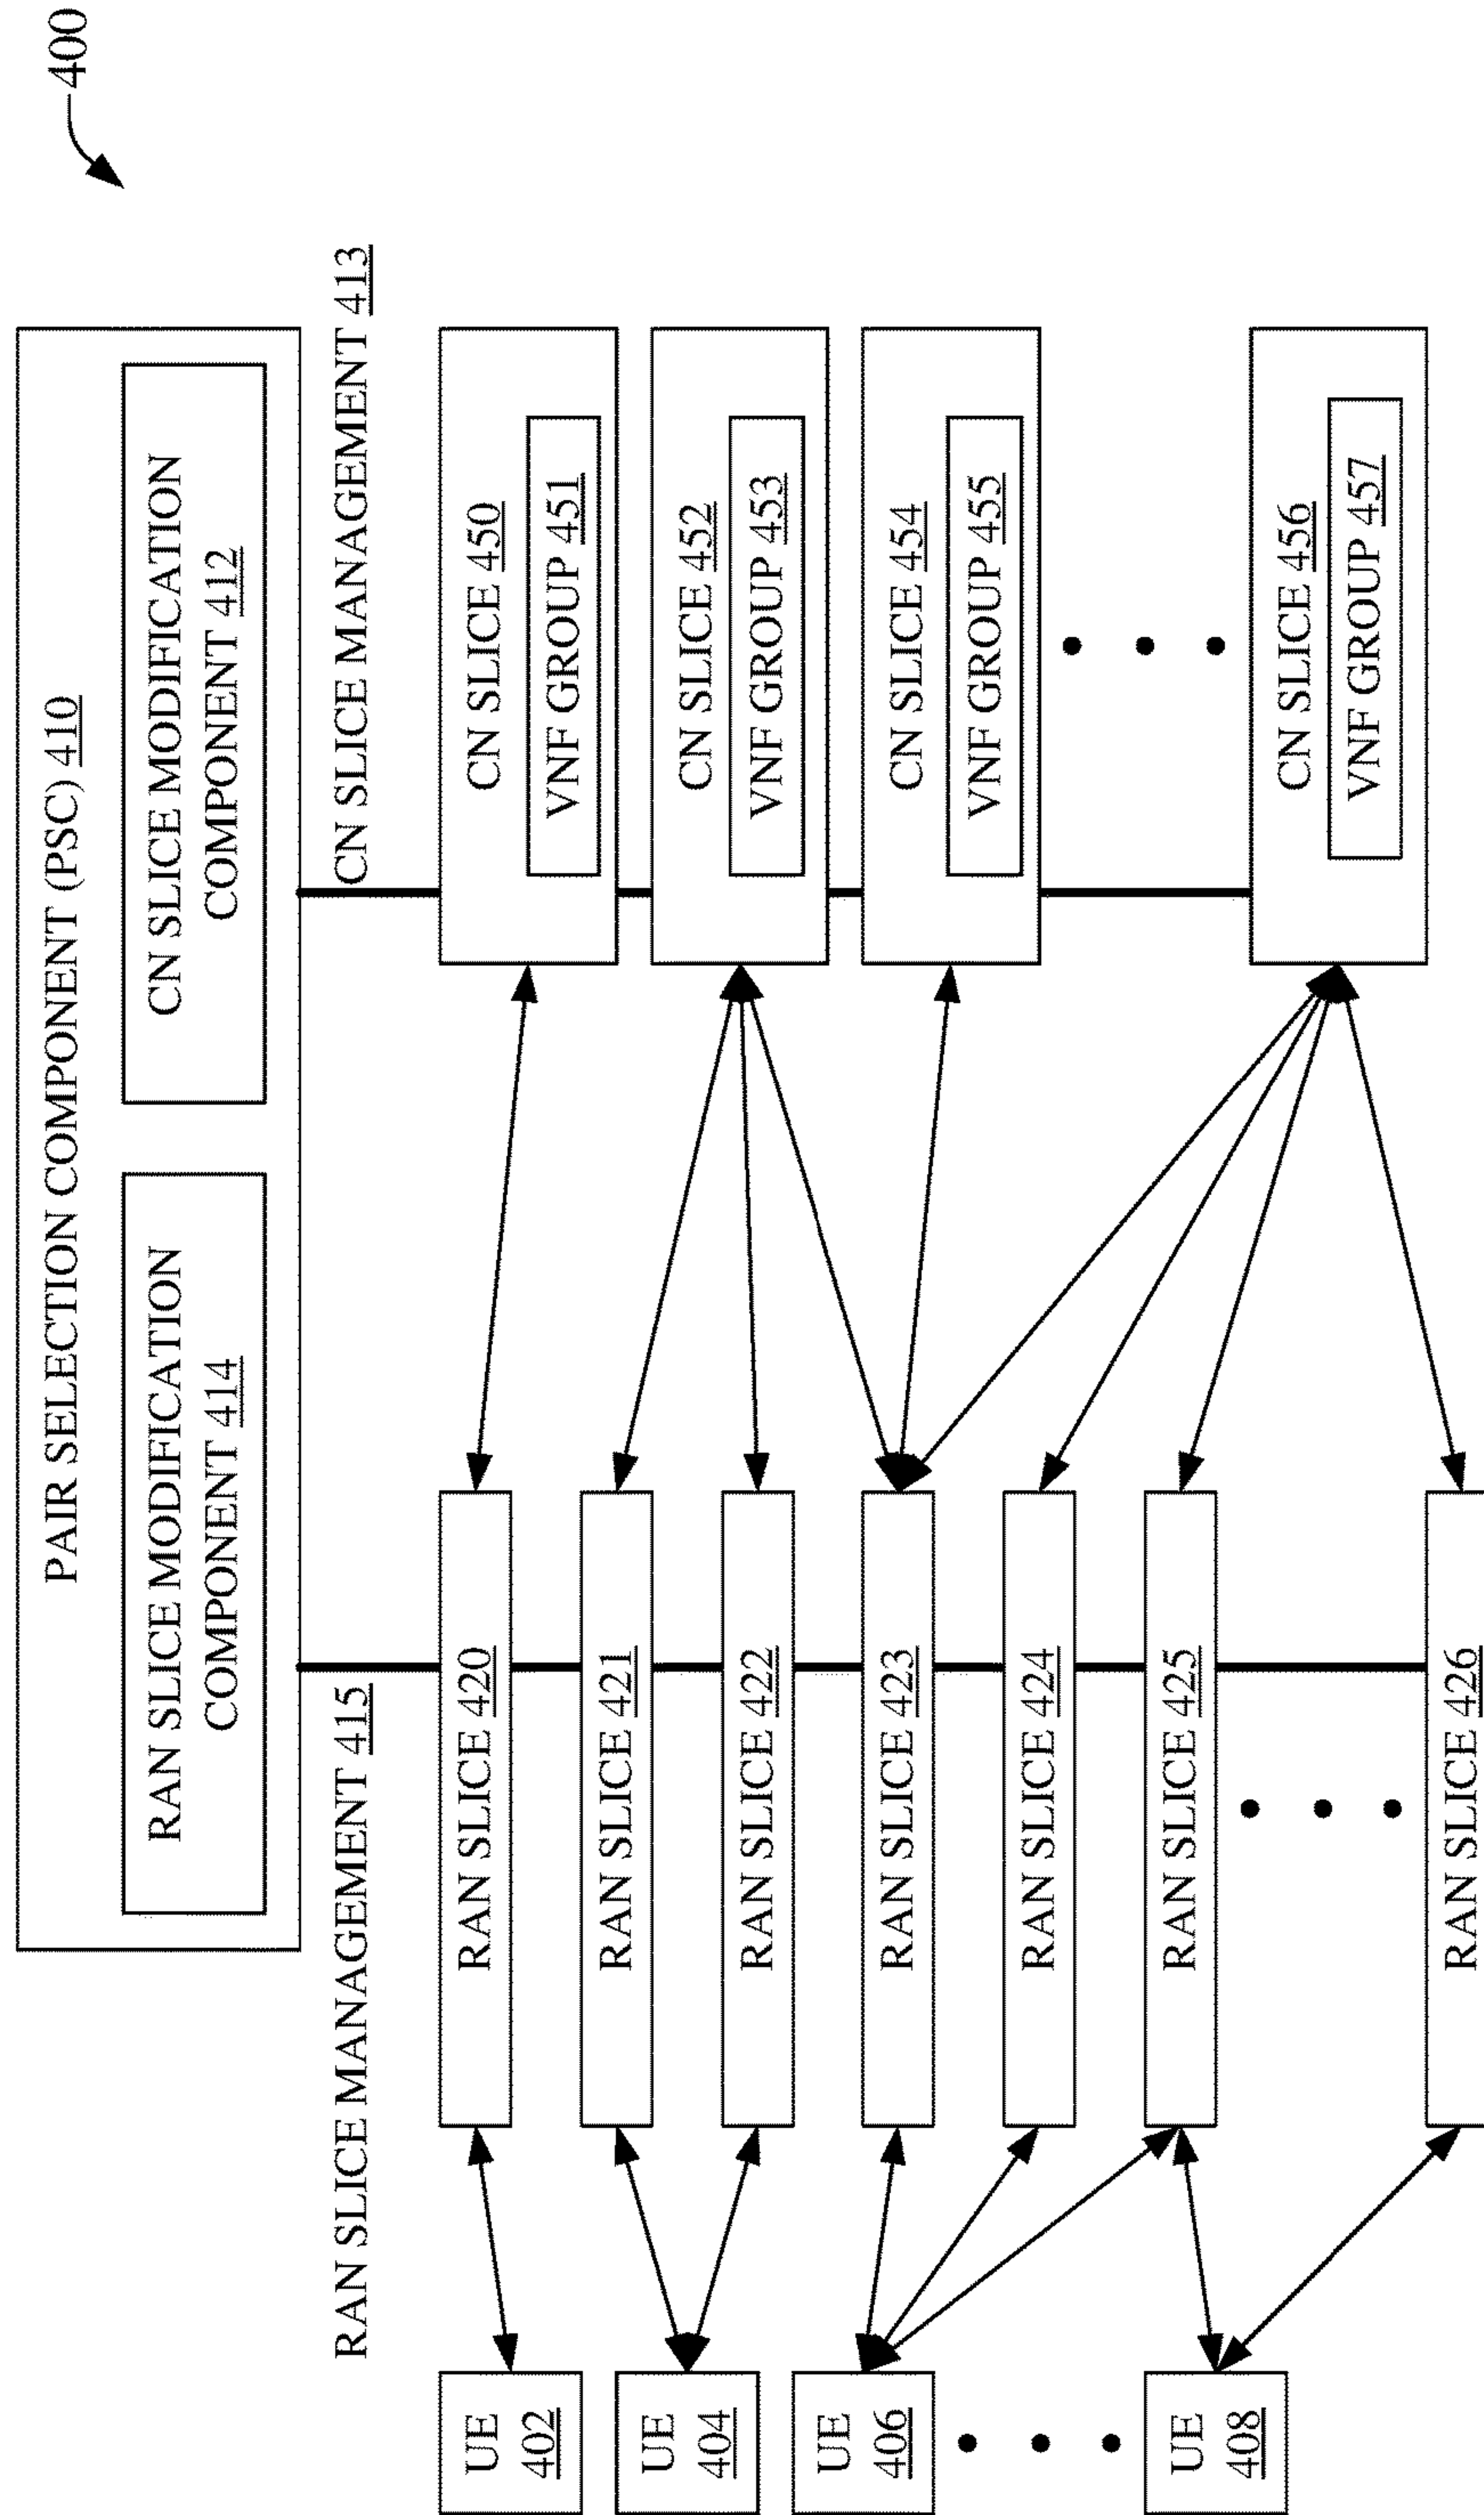 400
PAIR SELECTION COMPONENT (PSC) 410
RAN SLICE MODIFICATION
COMPONENT 414
CN SLICE MODIFICATION
COMPONENT 412
RAN SLICE MANAGEMENT 415
CN SLICE MANAGEMENT 413
UE
402
UE
404
UE
406
UE
408
RAN SLICE 420
RAN SLICE 421
RAN SLICE 422
RAN SLICE 423
RAN SLICE 424
RAN SLICE 425
RAN SLICE 426
CN SLICE 450
VNF GROUP 451
CN SLICE 452
VNF GROUP 453
CN SLICE 454
VNF GROUP 455
CN SLICE 456
VNF GROUP 457